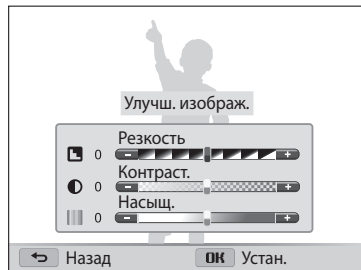 Улучш. изображ.
Резкость
0
Контраст.
0
Насыщ.
0
Назад
OK Устан.